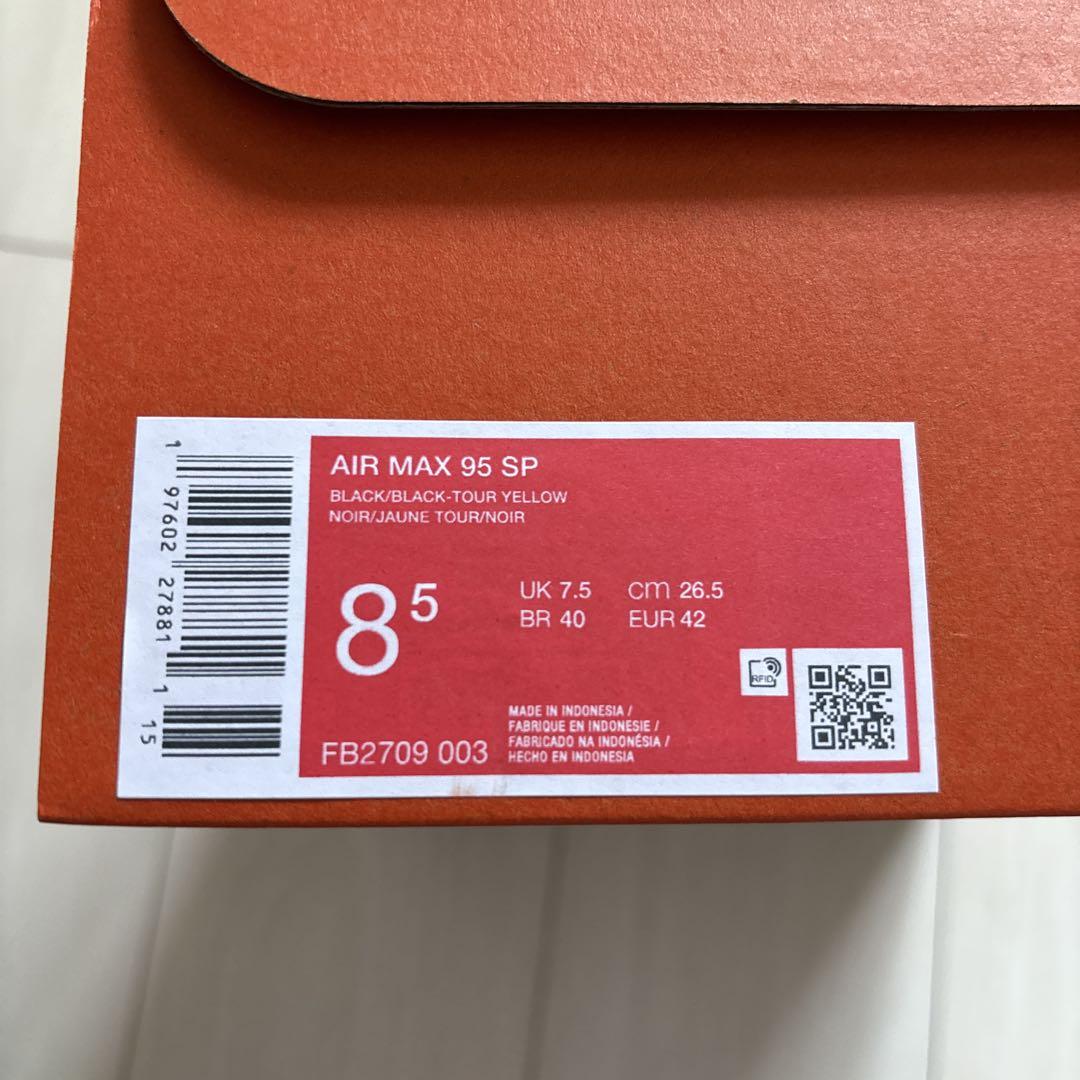 AIR MAX 95 SP
BLACK/BLACK-TOUR YELLOW
NOIR/JAUNE TOUR/NOIR
8 5
UK 7.5 cm 26.5
BR 40 EUR 42
RFID
MADE IN INDONESIA /
FABRIQUE EN INDONESIE /
FABRICADO NA INDONÉSIA /
HECHO EN INDONESIA
FB2709 003
1 97602 27881 1 15